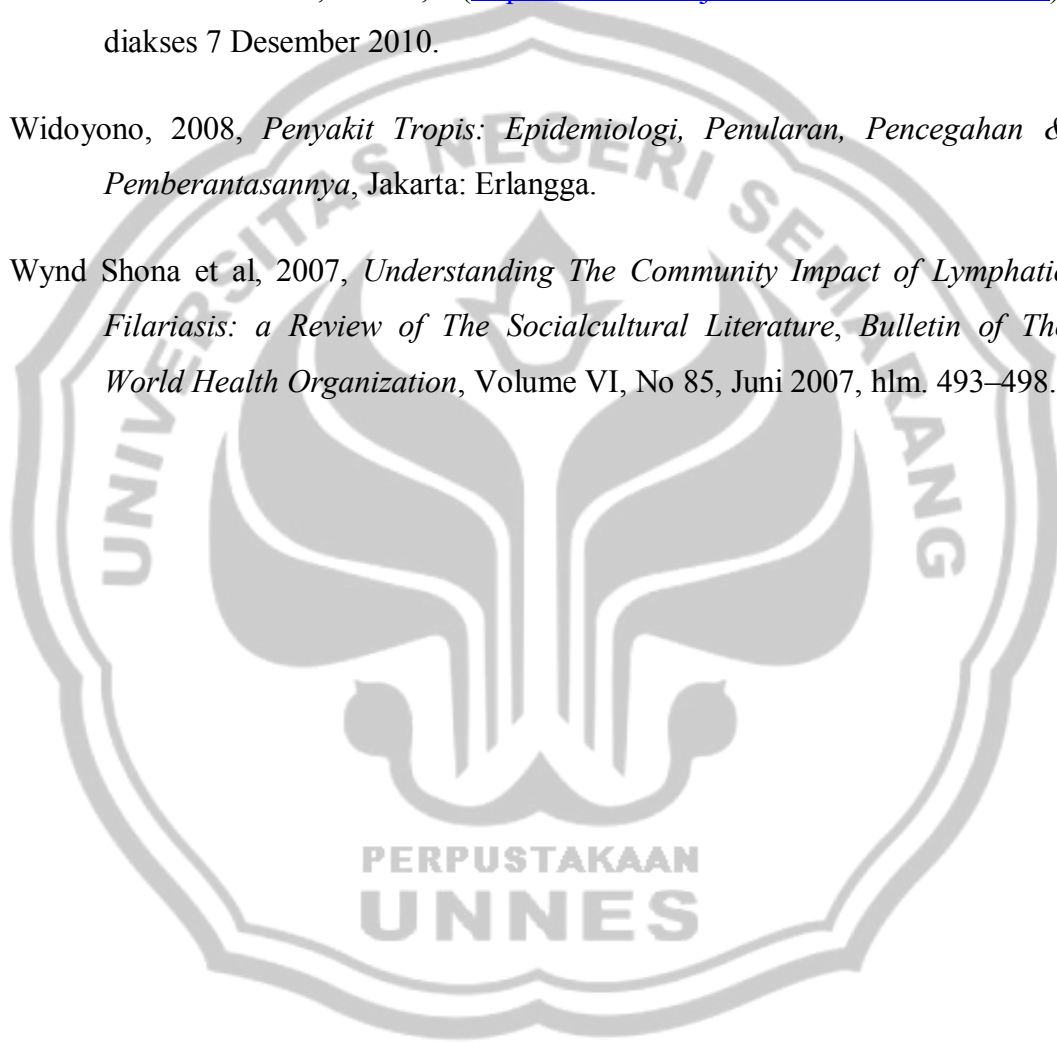 diakses 7 Desember 2010.
Widoyono, 2008, Penyakit Tropis: Epidemiologi, Penularan, Pencegahan &
Pemberantasannya, Jakarta: Erlangga.
Wynd Shona et al, 2007, Understanding The Community Impact of Lymphatic
Filariasis: a Review of The Socialcultural Literature, Bulletin of The
World Health Organization, Volume VI, No 85, Juni 2007, hlm. 493–498.
UNIVERSITAS NEGERI SEMARANG
PERPUSTAKAAN
UNNES